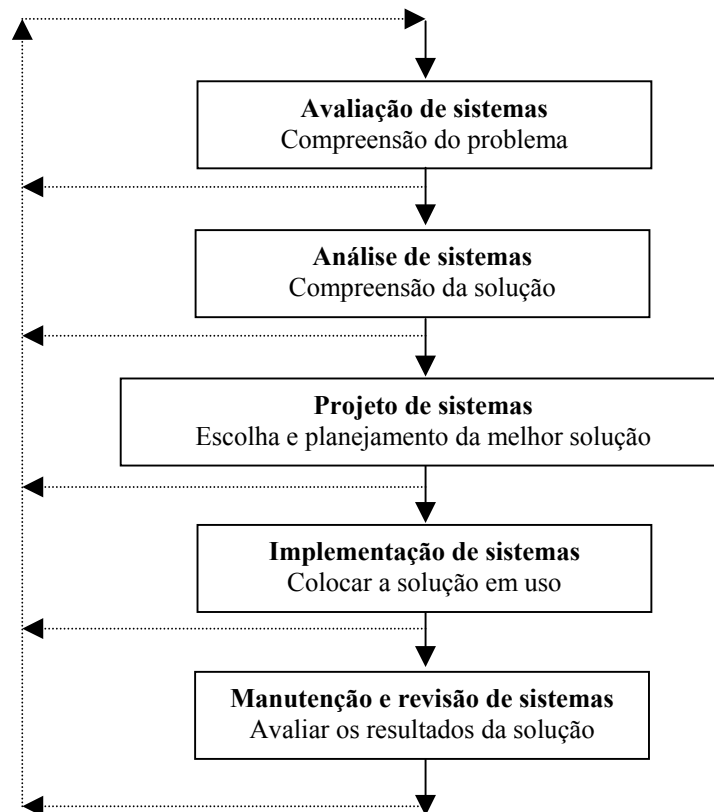 Avaliação de sistemas
Compreensão do problema
Análise de sistemas
Compreensão da solução
Projeto de sistemas
Escolha e planejamento da melhor solução
Implementação de sistemas
Colocar a solução em uso
Manutenção e revisão de sistemas
Avaliar os resultados da solução